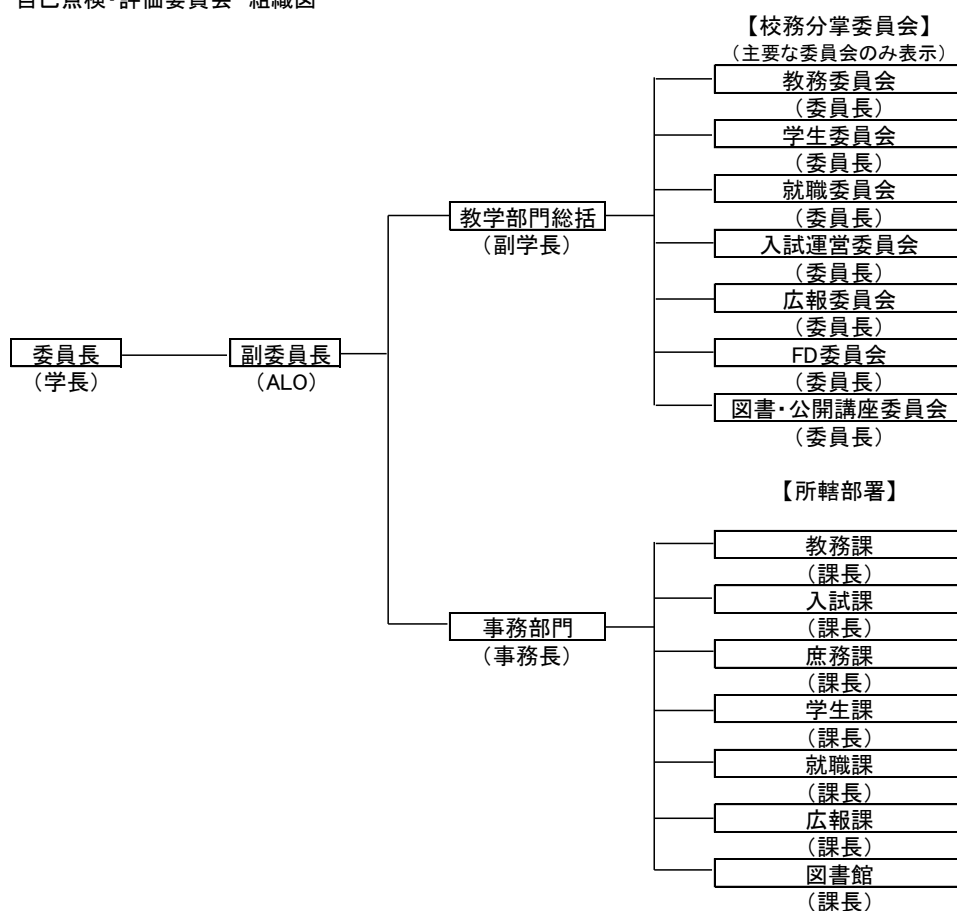 自己点検・評価委員会 組織図
【校務分掌委員会】
（主要な委員会のみ表示）
教務委員会
（委員長）
学生委員会
（委員長）
就職委員会
（委員長）
入試運営委員会
（委員長）
広報委員会
（委員長）
FD委員会
（委員長）
図書・公開講座委員会
（委員長）
教学部門総括
（副学長）
委員長
（学長）
副委員長
（ALO）
【所轄部署】
教務課
（課長）
入試課
（課長）
庶務課
（課長）
学生課
（課長）
就職課
（課長）
広報課
（課長）
図書館
（課長）
事務部門
（事務長）